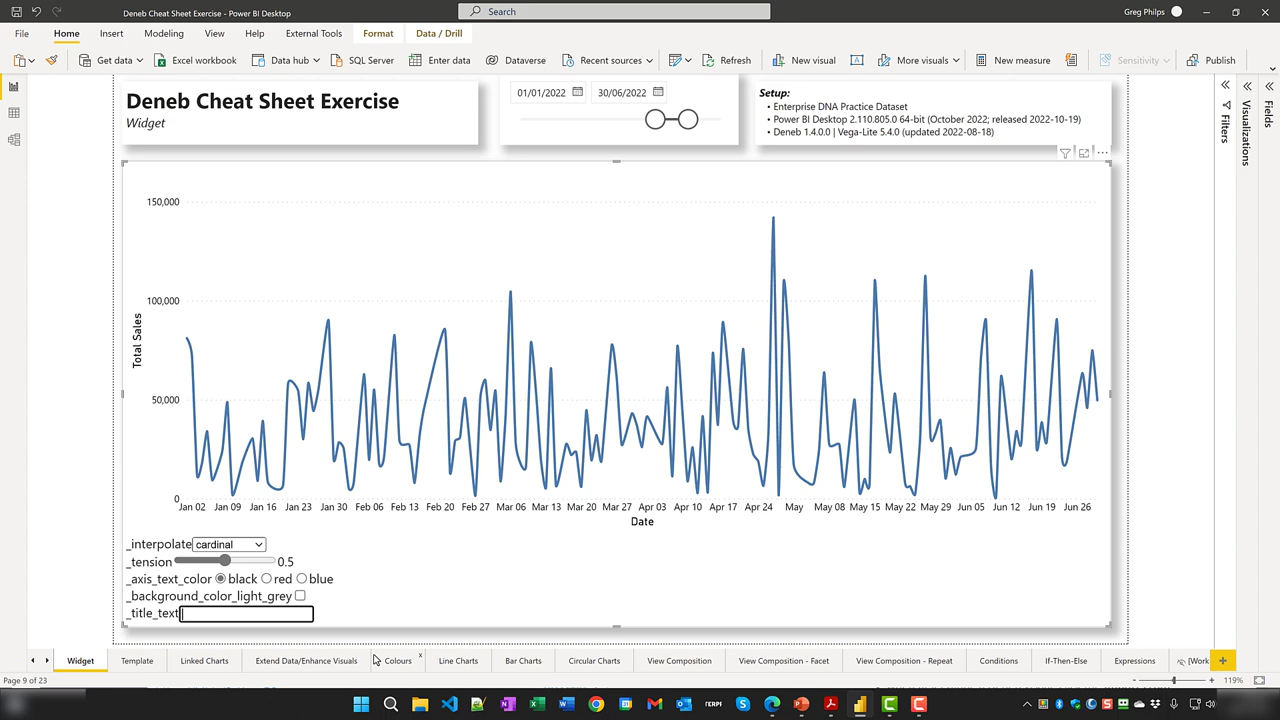 Deneb Cheat Sheet Exercise - Power BI Desktop
Search
Greg Philps
File Home Insert Modeling View Help External Tools Format Data / Drill
Get data Excel workbook Data hub SQL Server Enter data Dataverse Recent sources Refresh New visual More visuals New measure Sensitivity Publish
Deneb Cheat Sheet Exercise
Widget
01/01/2022 30/06/2022
Setup:
• Enterprise DNA Practice Dataset
• Power BI Desktop 2.110.805.0 64-bit (October 2022; released 2022-10-19)
• Deneb 1.4.0.0 | Vega-Lite 5.4.0 (updated 2022-08-18)
Filters
Visualizations
Fields
150,000
100,000
50,000
0
Total Sales
Jan 02 Jan 09 Jan 16 Jan 23 Jan 30 Feb 06 Feb 13 Feb 20 Feb 27 Mar 06 Mar 13 Mar 20 Mar 27 Apr 03 Apr 10 Apr 17 Apr 24 May May 08 May 15 May 22 May 29 Jun 05 Jun 12 Jun 19 Jun 26
Date
_interpolate cardinal
_tension 0.5
_axis_text_color black red blue
_background_color_light_grey
_title_text
Widget Template Linked Charts Extend Data/Enhance Visuals Colours x Line Charts Bar Charts Circular Charts View Composition View Composition - Facet View Composition - Repeat Conditions If-Then-Else Expressions [Work
Page 9 of 23
119%